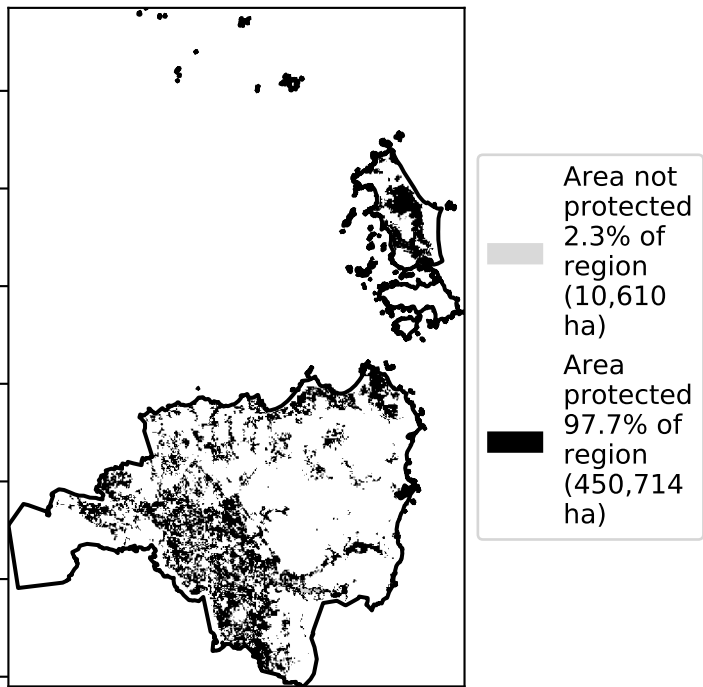 Area not
protected
2.3% of
region
(10,610
ha)
Area
protected
97.7% of
region
(450,714
ha)